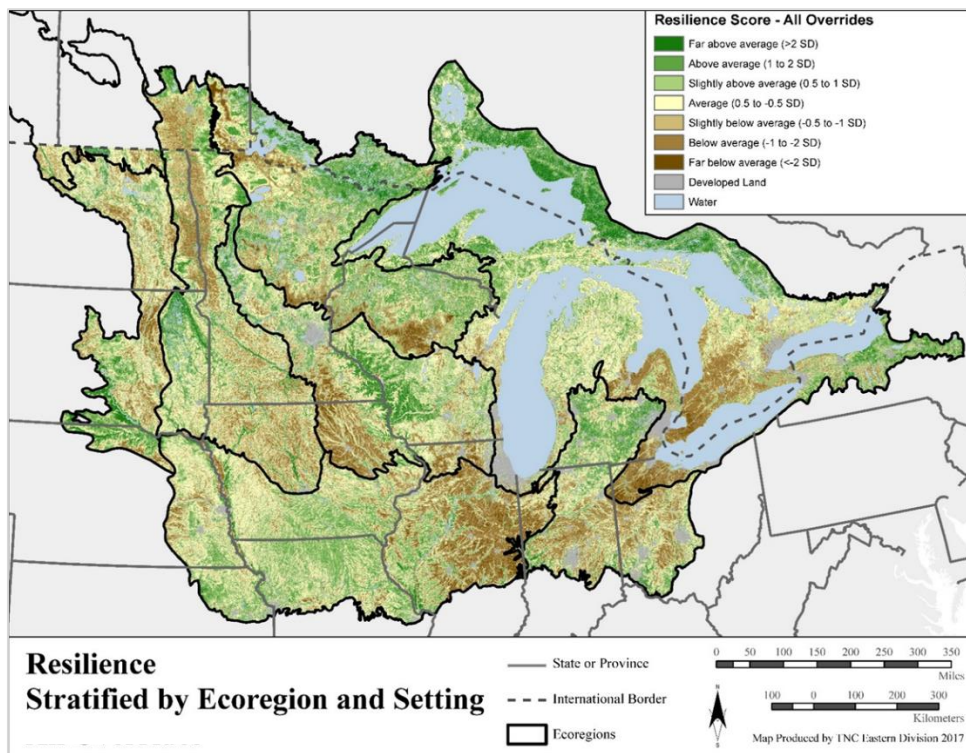 Resilience Score - All Overrides
Far above average (>2 SD)
Above average (1 to 2 SD)
Slightly above average (0.5 to 1 SD)
Average (0.5 to -0.5 SD)
Slightly below average (-0.5 to -1 SD)
Below average (-1 to -2 SD)
Far below average (<-2 SD)
Developed Land
Water
Resilience
Stratified by Ecoregion and Setting
State or Province
International Border
Ecoregions
0 50 100 150 200 250 300 350
Miles
N
S
100 0 100 200 300
Kilometers
Map Produced by TNC Eastern Division 2017